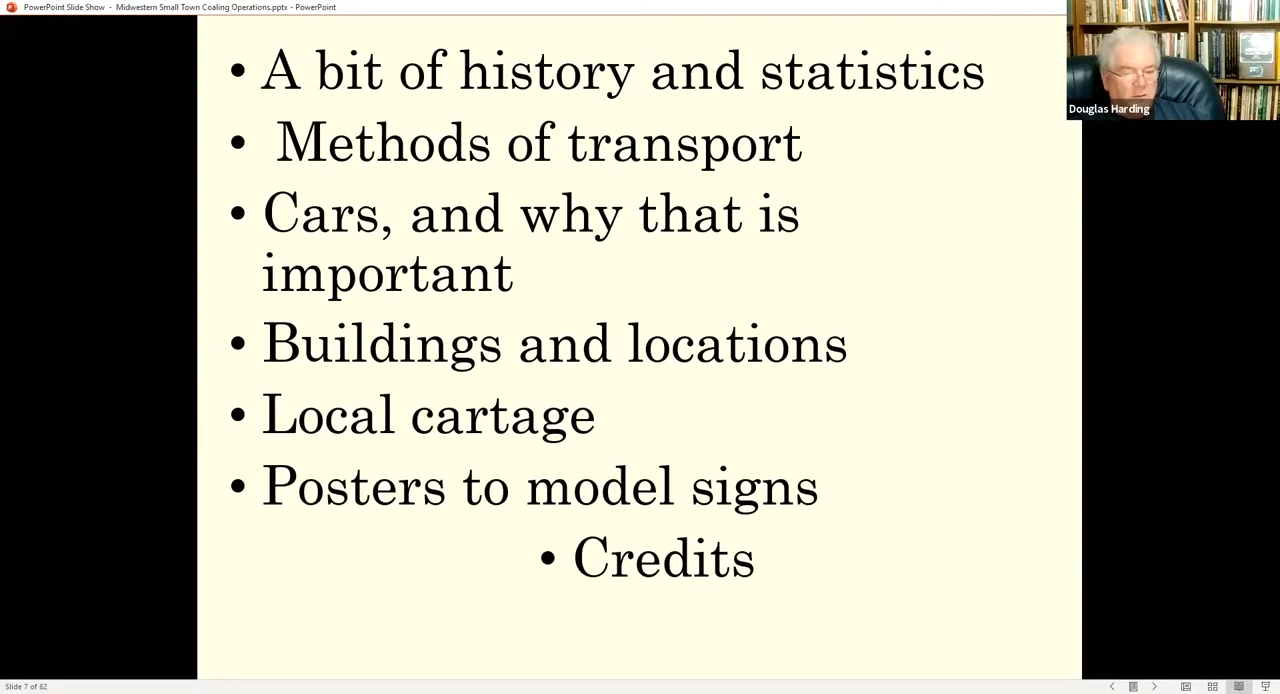 PowerPoint Slide Show - Midwestern Small Town Coaling Operations.pptx - PowerPoint
• A bit of history and statistics
• Methods of transport
• Cars, and why that is
important
• Buildings and locations
• Local cartage
• Posters to model signs
• Credits
Douglas Harding
Slide 7 of 62